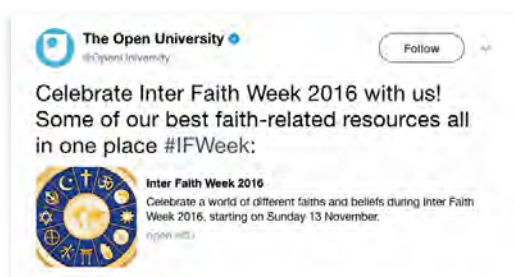 The Open University
@OpenUniversity
Follow
Celebrate Inter Faith Week 2016 with us!
Some of our best faith-related resources all
in one place #IFWeek:
Inter Faith Week 2016
Celebrate a world of different faiths and beliefs during Inter Faith
Week 2016, starting on Sunday 13 November.
open.edu